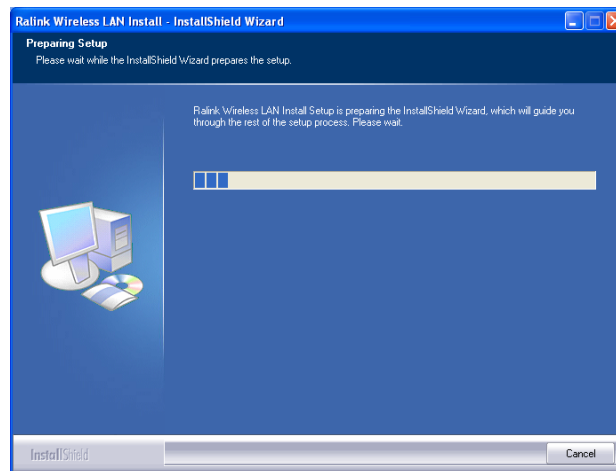 Ralink Wireless LAN Install - InstallShield Wizard
Preparing Setup
Please wait while the InstallShield Wizard prepares the setup.
Ralink Wireless LAN Install Setup is preparing the InstallShield Wizard, which will guide you
through the rest of the setup process. Please wait.
InstallShield
Cancel